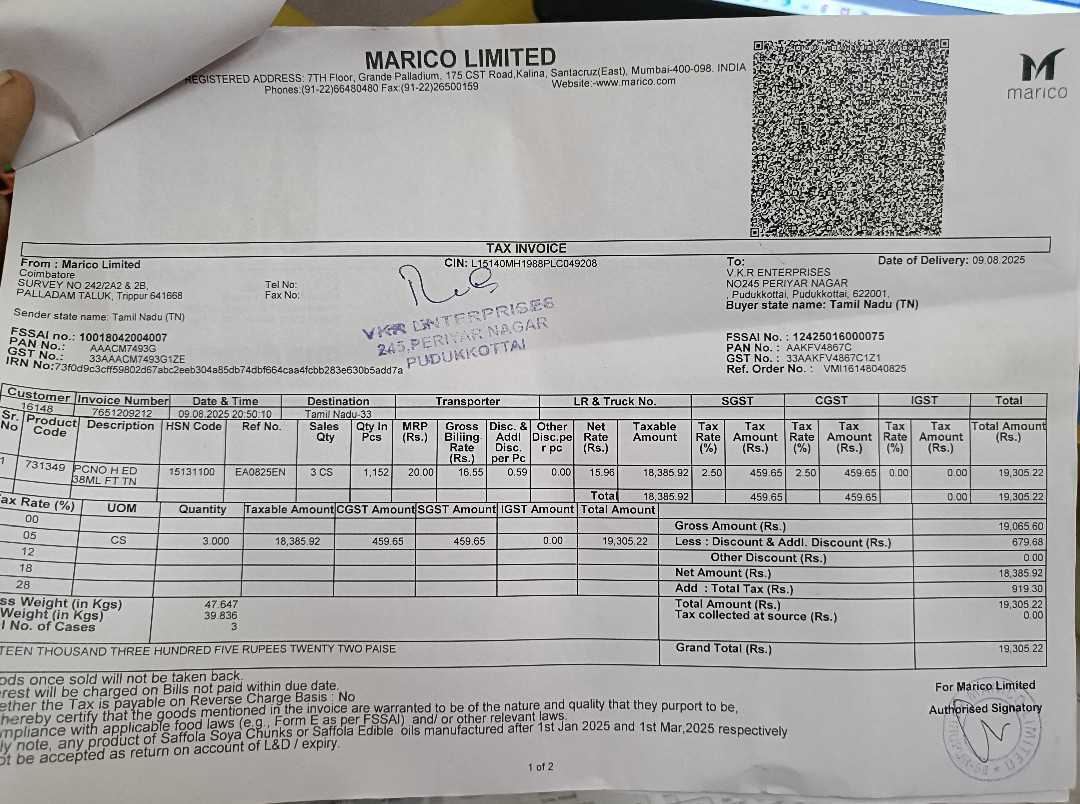 MARICO LIMITED
REGISTERED ADDRESS: 7TH Floor, Grande Palladium, 175 CST Road,Kalina, Santacruz(East), Mumbai-400-098. INDIA
Phones:(91-22)66480480 Fax:(91-22)26500159 Website:-www.marico.com
marico
TAX INVOICE
From : Marico Limited
Coimbatore
SURVEY NO 242/2A2 & 2B,
PALLADAM TALUK, Trippur 641668
Tel No:
Fax No:
Sender state name: Tamil Nadu (TN)
FSSAI no.: 10018042004007
PAN No.: AAACM7493G
GST No.: 33AAACM7493G1ZE
IRN No:73f0d9c3cff59802d67abc2eeb304a85db74dbf664caa4fcbb283e630b5add7a
CIN: L15140MH1988PLC049208
VKR ENTERPRISES
245,PERIYAR NAGAR
PUDUKKOTTAI
To: Date of Delivery: 09.08.2025
V.K.R ENTERPRISES
NO245 PERIYAR NAGAR
, Pudukkottai, Pudukkottai, 622001,
Buyer state name: Tamil Nadu (TN)
FSSAI No. : 12425016000075
PAN No. : AAKFV4867C
GST No. : 33AAKFV4867C1Z1
Ref. Order No. : VMI16148040825
Customer Invoice Number Date & Time Destination Transporter LR & Truck No. SGST CGST IGST Total
16148 7651209212 09.08.2025 20:50:10 Tamil Nadu-33
Sr. No Product Code Description HSN Code Ref No. Sales Qty Qty In Pcs MRP (Rs.) Gross Billing Rate (Rs.) Disc. & Addl Disc. per Pc Other Disc.pe r pc Net Rate (Rs.) Taxable Amount Tax Rate (%) Tax Amount (Rs.) Tax Rate (%) Tax Amount (Rs.) Tax Rate (%) Tax Amount (Rs.) Total Amount (Rs.)
1 731349 PCNO H ED 38ML FT TN 15131100 EA0825EN 3 CS 1,152 20.00 16.55 0.59 0.00 15.96 18,385.92 2.50 459.65 2.50 459.65 0.00 0.00 19,305.22
Total 18,385.92 459.65 459.65 0.00 19,305.22
ax Rate (%) UOM Quantity Taxable Amount CGST Amount SGST Amount IGST Amount Total Amount
00
05 CS 3.000 18,385.92 459.65 459.65 0.00 19,305.22
12
18
28
Gross Amount (Rs.) 19,065.60
Less : Discount & Addl. Discount (Rs.) 679.68
Other Discount (Rs.) 0.00
Net Amount (Rs.) 18,385.92
Add : Total Tax (Rs.) 919.30
Total Amount (Rs.) 19,305.22
Tax collected at source (Rs.) 0.00
Grand Total (Rs.) 19,305.22
ss Weight (in Kgs) 47.647
Weight (in Kgs) 39.836
l No. of Cases 3
TEEN THOUSAND THREE HUNDRED FIVE RUPEES TWENTY TWO PAISE
ods once sold will not be taken back.
erest will be charged on Bills not paid within due date.
ether the Tax is payable on Reverse Charge Basis : No
hereby certify that the goods mentioned in the invoice are warranted to be of the nature and quality that they purport to be,
mpliance with applicable food laws (e.g., Form E as per FSSAI) and/ or other relevant laws.
ly note, any product of Saffola Soya Chunks or Saffola Edible oils manufactured after 1st Jan 2025 and 1st Mar,2025 respectively
ot be accepted as return on account of L&D / expiry.
For Marico Limited
Authorised Signatory
1 of 2